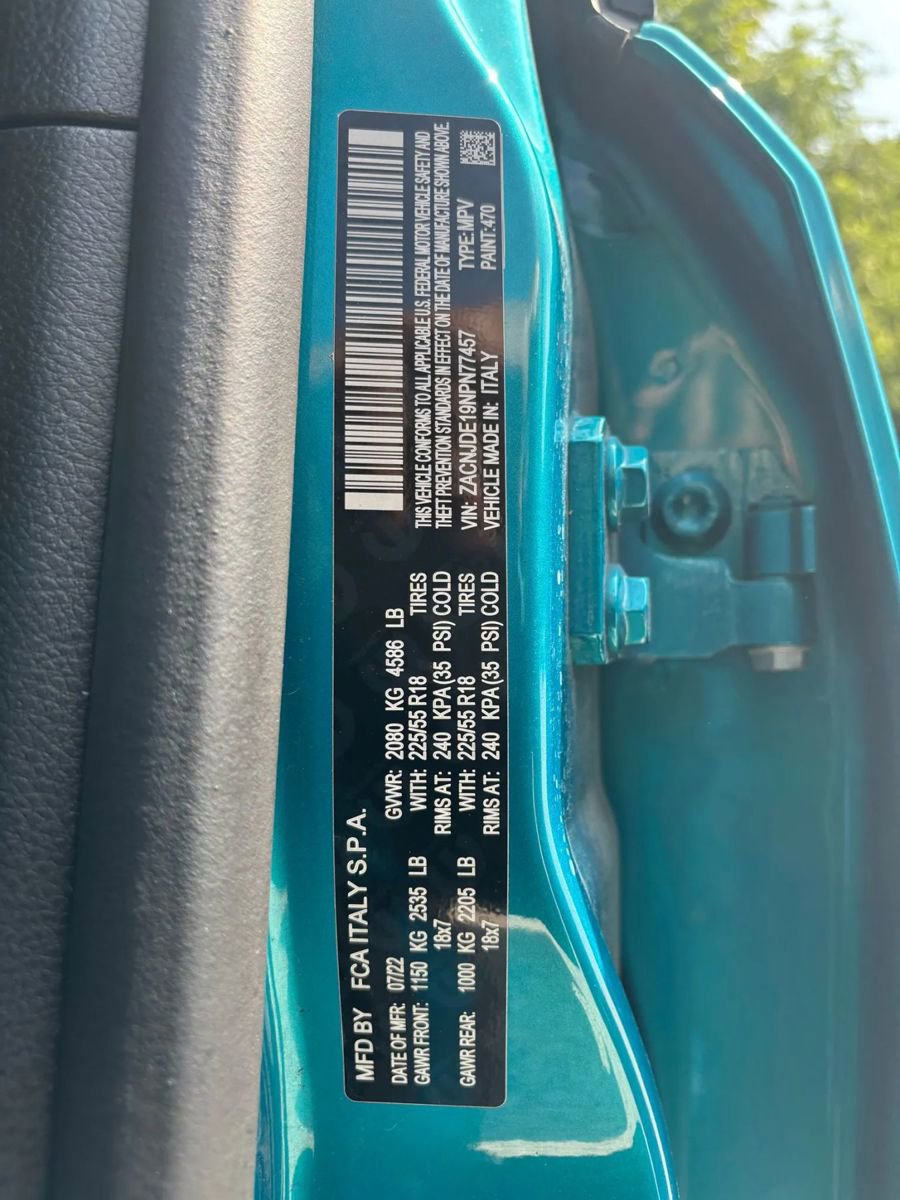 MFD BY FCA ITALY S.P.A.
DATE OF MFR: 07/22 GVWR: 2080 KG 4586 LB
GAWR FRONT: 1150 KG 2535 LB WITH: 225/55 R18 TIRES
18x7 RIMS AT: 240 KPA(35 PSI) COLD
GAWR REAR: 1000 KG 2205 LB WITH: 225/55 R18 TIRES
18x7 RIMS AT: 240 KPA(35 PSI) COLD
THIS VEHICLE CONFORMS TO ALL APPLICABLE U.S. FEDERAL MOTOR VEHICLE SAFETY AND
THEFT PREVENTION STANDARDS IN EFFECT ON THE DATE OF MANUFACTURE SHOWN ABOVE.
VIN: ZACNJDE19NPN77457 TYPE: MPV
VEHICLE MADE IN: ITALY PAINT: 470